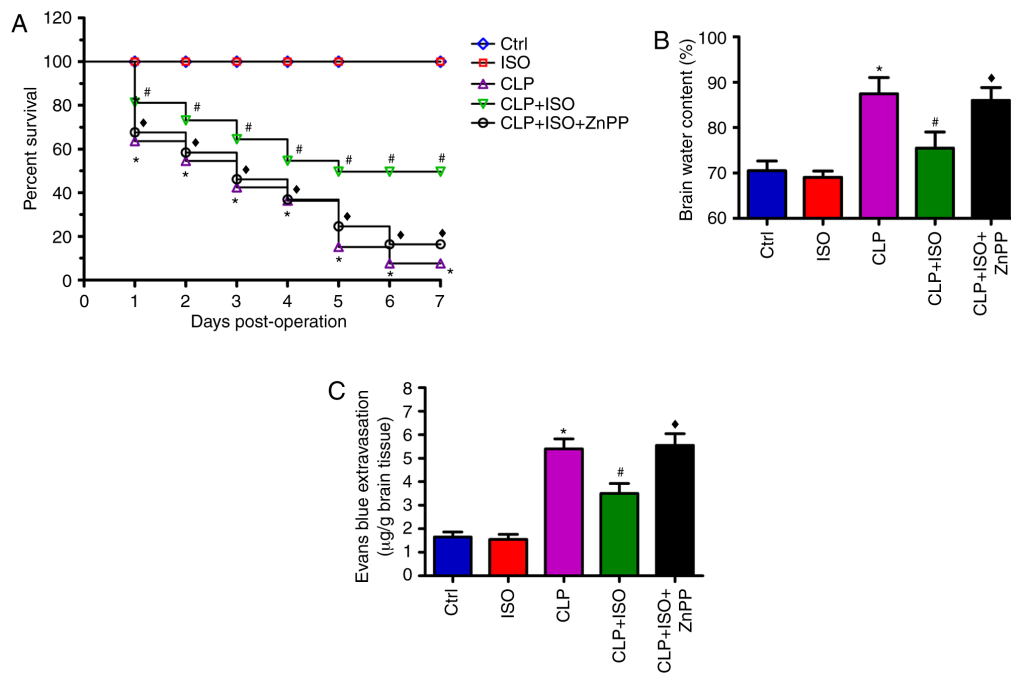 A
120
100
80
60
40
20
0
Percent survival
# # # # # # #
♦ ♦ ♦ ♦ ♦ ♦ ♦
* * * * * * *
0 1 2 3 4 5 6 7
Days post-operation
Ctrl
ISO
CLP
CLP+ISO
CLP+ISO+ZnPP
B
100
90
80
70
60
Brain water content (%)
* # ♦
Ctrl
ISO
CLP
CLP+ISO
CLP+ISO+
ZnPP
C
8
7
6
5
4
3
2
1
0
Evans blue extravasation
(µg/g brain tissue)
* # ♦
Ctrl
ISO
CLP
CLP+ISO
CLP+ISO+
ZnPP